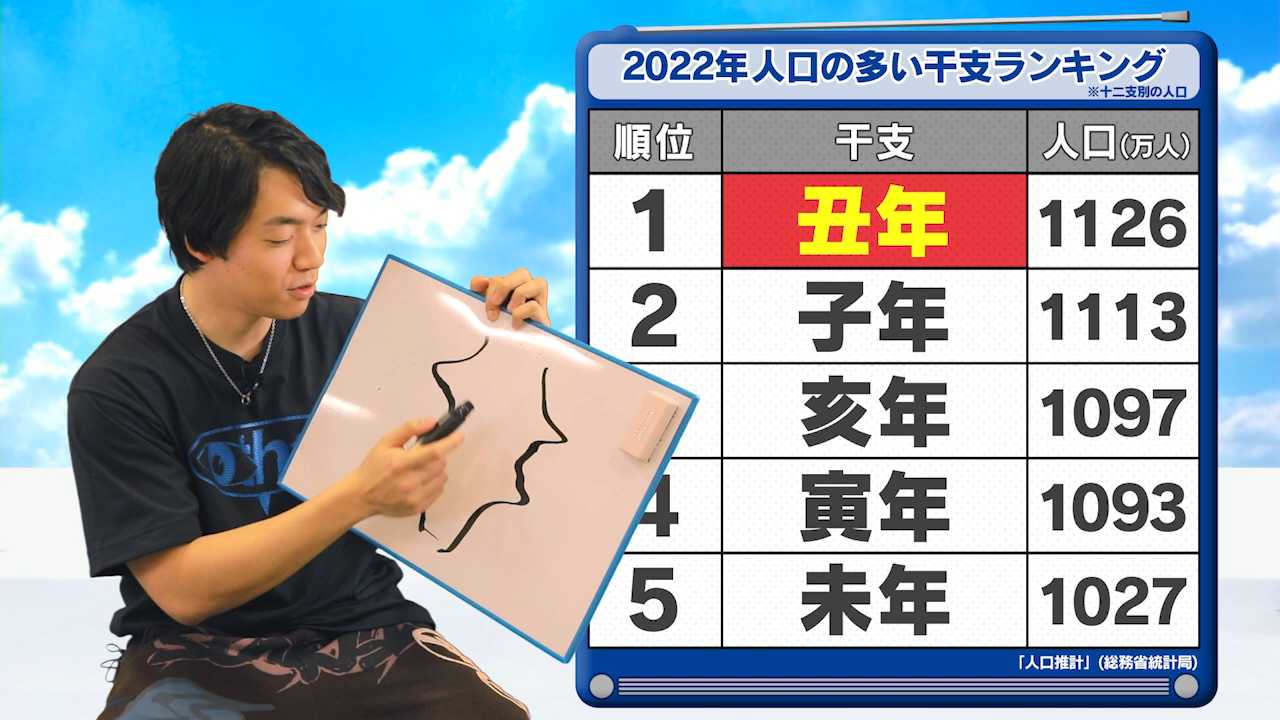 2022年人口の多い干支ランキング
※十二支別の人口
順位 干支 人口(万人)
1 丑年 1126
2 子年 1113
亥年 1097
4 寅年 1093
5 未年 1027
「人口推計」(総務省統計局)